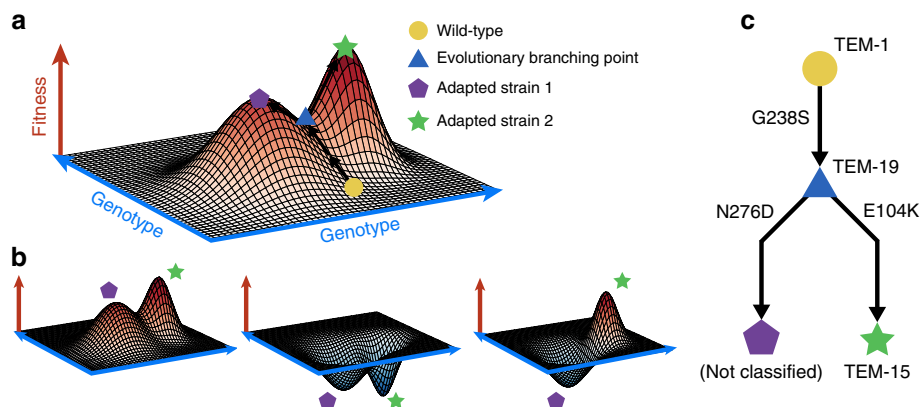 a
Fitness
Genotype
Genotype
Wild-type
Evolutionary branching point
Adapted strain 1
Adapted strain 2
b
c
TEM-1
G238S
TEM-19
N276D
E104K
(Not classified)
TEM-15